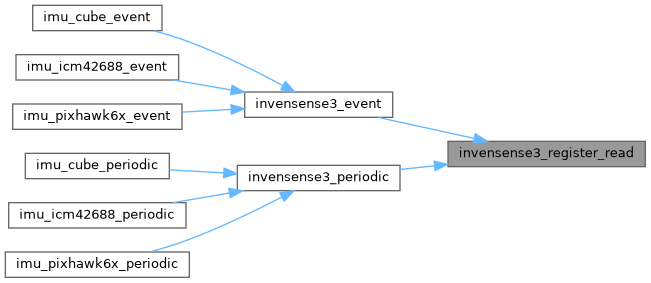 imu_cube_event
imu_icm42688_event
imu_pixhawk6x_event
invensense3_event
invensense3_register_read
imu_cube_periodic
invensense3_periodic
imu_icm42688_periodic
imu_pixhawk6x_periodic